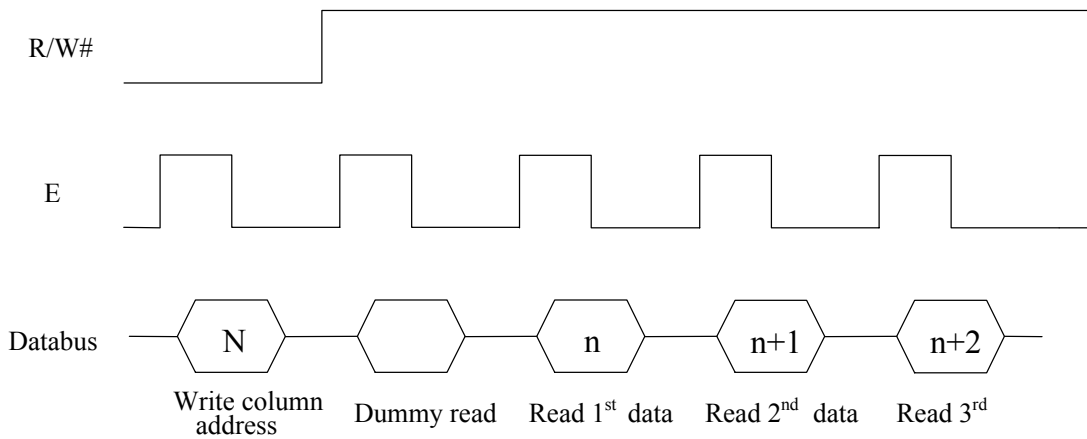 R/W#
E
Databus
N
n
n+1
n+2
Write column
address
Dummy read
Read 1st data
Read 2nd data
Read 3rd